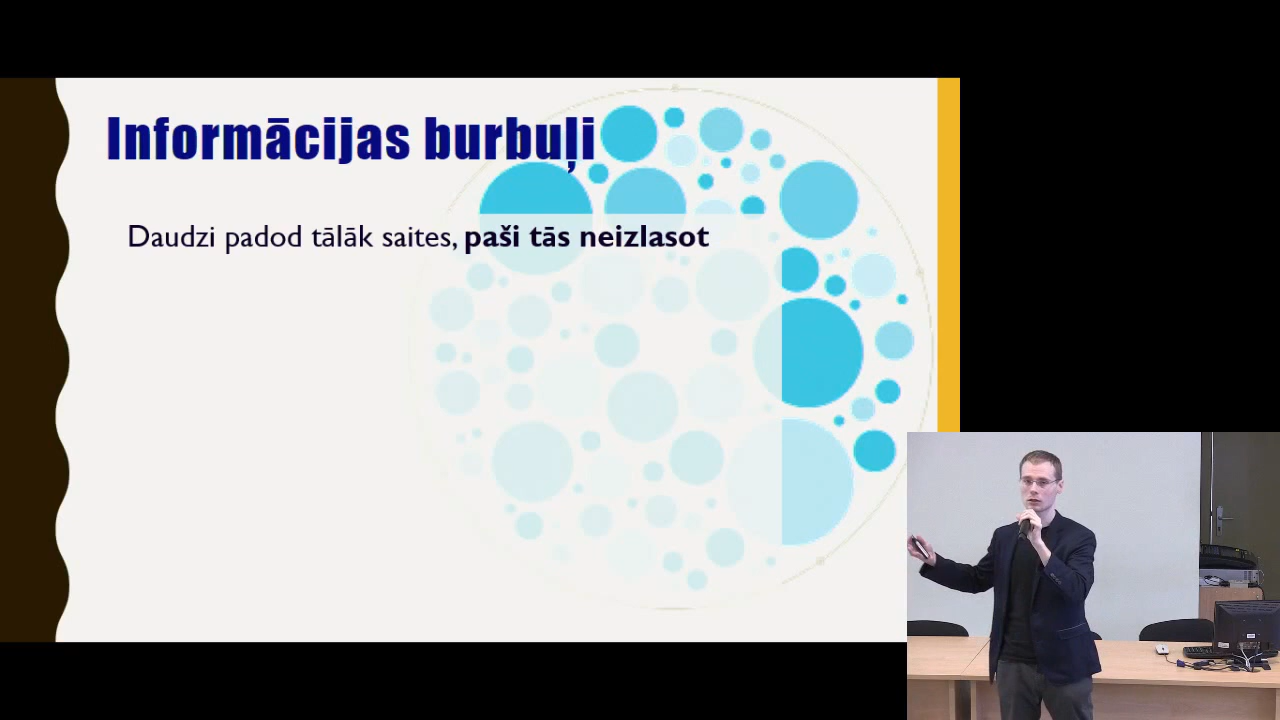 Informācijas burbuļi
Daudzi padod tālāk saites, paši tās neizlasot